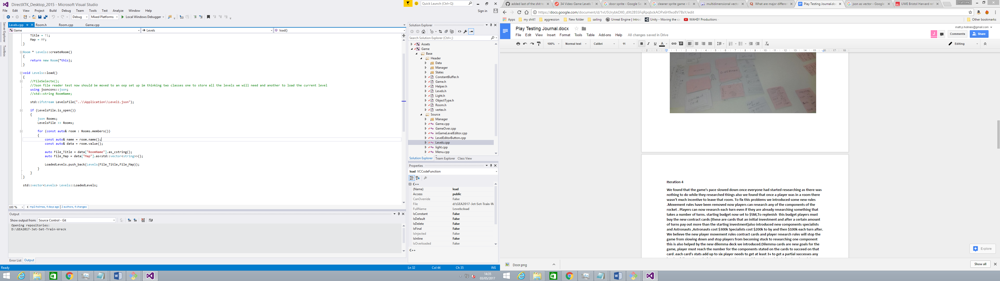 DirectXTK_Desktop_2015 - Microsoft Visual Studio
Quick Launch (Ctrl+Q)
File Edit View Project Build Debug Team Tools Test Analyze Window Help
Sign in
Debug Mixed Platforms Local Windows Debugger
Server Explorer
Toolbox
Levels.cpp Room.h Room.cpp Game.cpp
Game Levels load()
Title = Ti;
Map = MP;
}
Room * Levels::createRoom()
{
return new Room(*this);
}
void Levels::load()
{
//FileSelecte();
//Json file reader test now should be moved to an oop set up im thinking two classes one to store all the levels we will need and another to load the current level
using jsoncons::json;
//std::string RoomName;
std::ifstream LevelsFile("..\\Application\\Level1.json");
if (LevelsFile.is_open())
{
json Rooms;
LevelsFile >> Rooms;
for (const auto& room : Rooms.members())
{
const auto& name = room.name();
const auto& data = room.value();
auto File_Title = data["RoomName"].as_cstring();
auto File_Map = data["Map"].as<std::vector<string>>();
LoadedLevels.push_back(Levels(File_Title,File_Map));
}
}
}
std::vector<Levels> Levels::LoadedLevels;
100 % mp2-holmes, 4 days ago | 2 authors, 4 changes
Output
Show output from: Source Control - Git
Opening repositories:
D:\GEA2017-Jet-Set-Train-Wreck
Error List Output
Ready Ln 32 Col 44 Ch 35 INS
Solution Explorer
Search Solution Explorer (Ctrl+;)
Assets
Game
Base
Header
Data
Manager
States
ConstantBuffer.h
Game.h
Helper.h
Levels.h
Light.h
ObjectType.h
Room.h
vertex.h
Source
Manager
Game.cpp
GameOver.cpp
inGameLevelEditor.cpp
LevelEditorButton.cpp
Levels.cpp
light.cpp
Menu.cpp
Solution Explorer Team Explorer Class View
Properties
load VCCodeFunction
C++
(Name) load
Access public
CanOverride False
File d:\GEA2017-Jet-Set-Train-W
FullName Levels::load
IsConstant False
IsDefault False
IsDelete False
IsFinal False
IsInjected False
IsInline False
IsOverloaded False
C++
14:35
03/05/2017
added last of the shit to 34 Video Game Levels T door sprite - Google Se cleaner sprite game - G multidimensional vecto What are major differen Play Testing Journal.doc json as vector - Google UWE Bristol Harvard re matthew
https://docs.google.com/document/d/1vU5UrybkDlI0_dXt2B5SFqRpqbckAOPx6H9xo8V7BsY/edit
Apps my shit!! aggression New folder sailing Unreal Engine | Introd Unity - Moving the ca WAHEY Productions Other bookmarks
Play Testing Journal.docx
matt.p.holmes@gmail.com
File Edit View Insert Format Tools Table Add-ons Help All changes saved in Drive
J Comments Share
100% Normal text Calibri 11 B I U A Editing
2 1 1 2 3 4 5 6 7 8 9 10 11 12 13 14 15 16 17 18
Iteration 4
We found that the game's pace slowed down once everyone had started researching as there was
nothing to do while they researched things also we found that once a player was in a room there
wasn't much incentive to leave that room. To fix this problems we introduced some new rules
.Movement rules have been removed now players can research any of the components of the
rocket . Players can now research each turn even if they are already researching something that
takes a number of turns. starting budget now set to $5M,To replenish this budget players must
buy the new contract cards (these are cards that an initial investment and after a certain amount
of turns pay out more than the starting investment)also introduced new components specialists
and Astronauts ,Astronauts cost $300k Specialists cost $200k to by and then $100k each turn after.
We believe the new player movement rules contract cards and player research rules will stop the
game from slowing down and stop players from becoming stuck to researching one component
this is also helped by the new dilemma deck we introduced.Dilemma cards are new goals for the
game, player must reach the number for the components stated on the cards to succeed on that
card .each card's stats add up to six player needs to get at least 3+ to get a partial successes any
Explore
Door.png
Show all